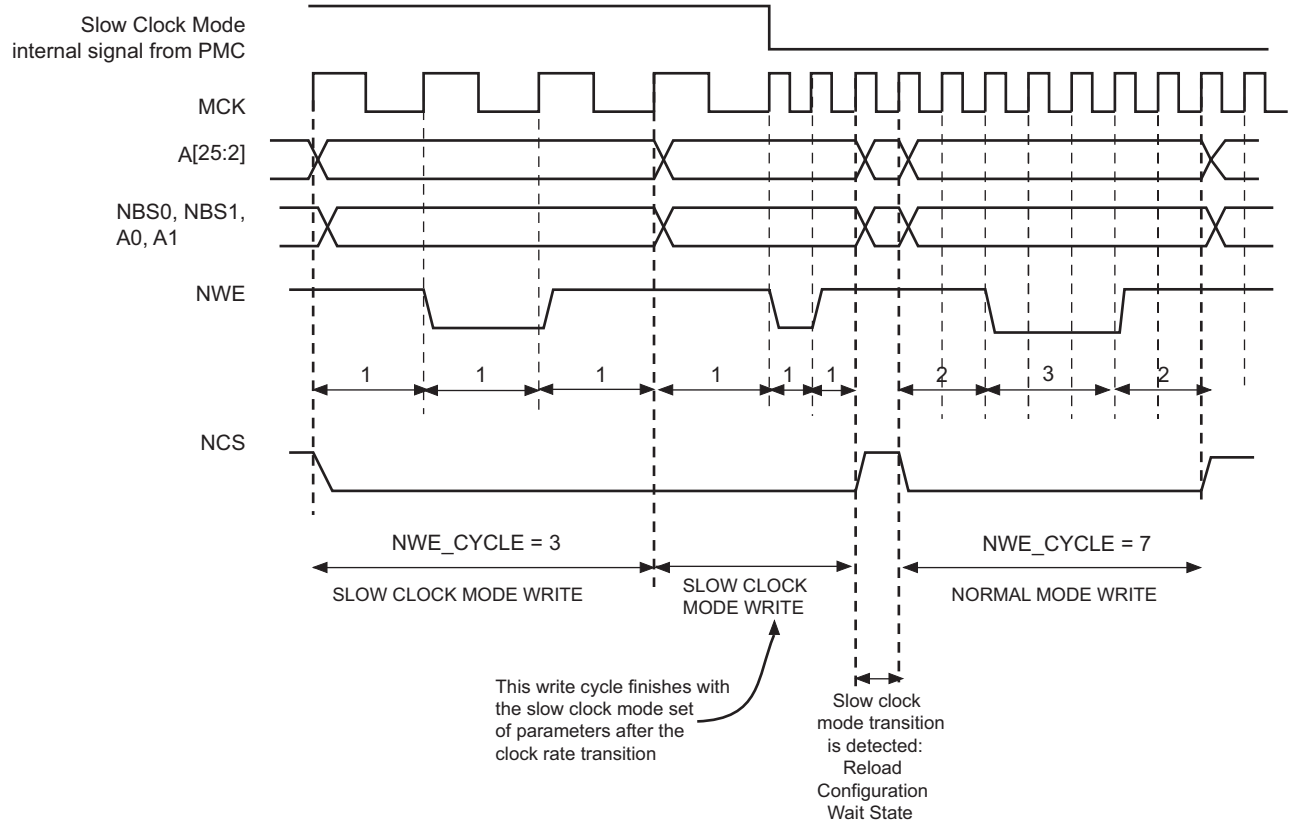 Slow Clock Mode
internal signal from PMC
MCK
A[25:2]
NBS0, NBS1,
A0, A1
NWE
1 1 1 1 1 1 2 3 2
NCS
NWE_CYCLE = 3 NWE_CYCLE = 7
SLOW CLOCK MODE WRITE
SLOW CLOCK
MODE WRITE
NORMAL MODE WRITE
This write cycle finishes with
the slow clock mode set
of parameters after the
clock rate transition
Slow clock
mode transition
is detected:
Reload
Configuration
Wait State